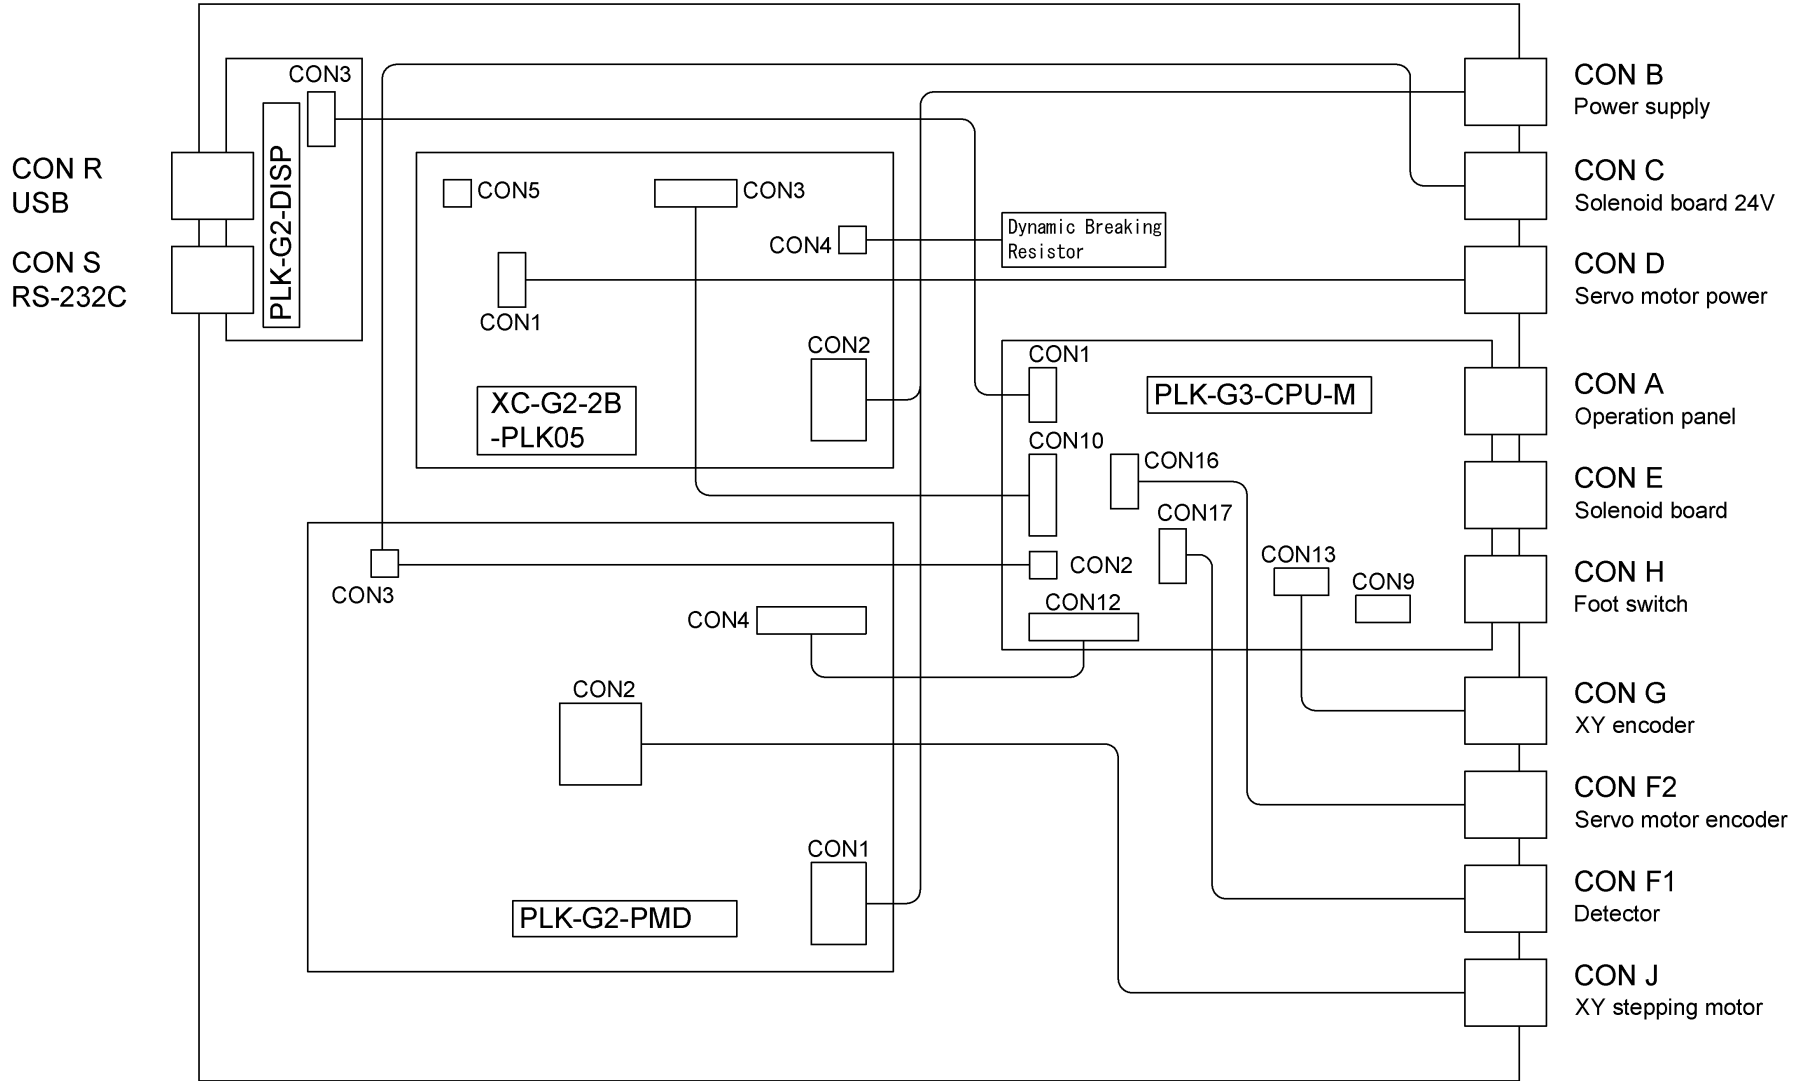 CON R
USB
CON S
RS-232C
CON3
PLK-G2-DISP
CON5
CON3
CON4
Dynamic Breaking
Resistor
CON1
CON2
XC-G2-2B
-PLK05
CON3
CON4
CON2
CON1
PLK-G2-PMD
CON1
PLK-G3-CPU-M
CON10
CON16
CON17
CON2
CON13
CON9
CON12
CON B
Power supply
CON C
Solenoid board 24V
CON D
Servo motor power
CON A
Operation panel
CON E
Solenoid board
CON H
Foot switch
CON G
XY encoder
CON F2
Servo motor encoder
CON F1
Detector
CON J
XY stepping motor